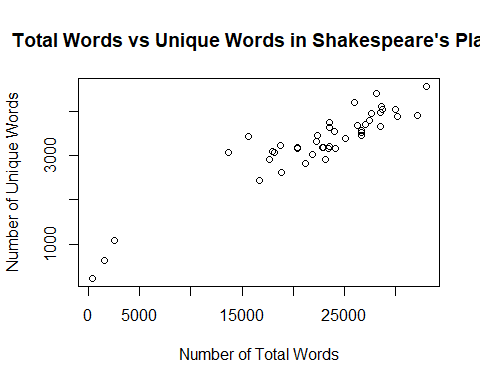 Total Words vs Unique Words in Shakespeare's Pla
Number of Unique Words
3000
1000
0 5000 15000 25000
Number of Total Words